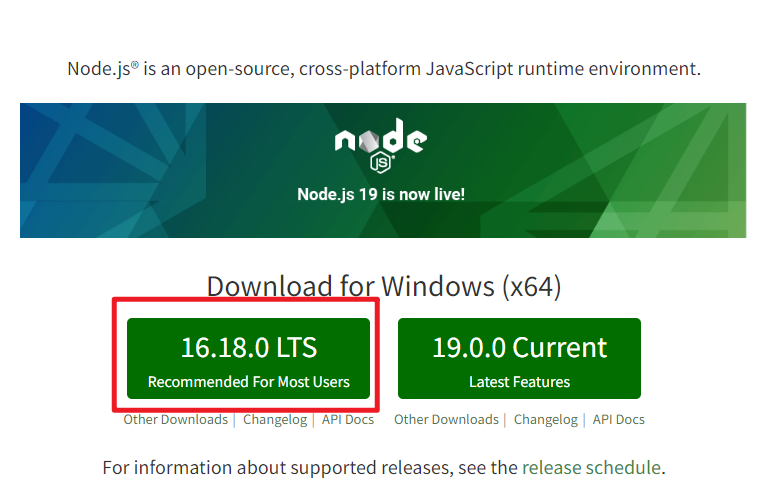 Node.js® is an open-source, cross-platform JavaScript runtime environment.
node
JS®
Node.js 19 is now live!
Download for Windows (x64)
16.18.0 LTS
Recommended For Most Users
19.0.0 Current
Latest Features
Other Downloads | Changelog | API Docs
Other Downloads | Changelog | API Docs
For information about supported releases, see the release schedule.